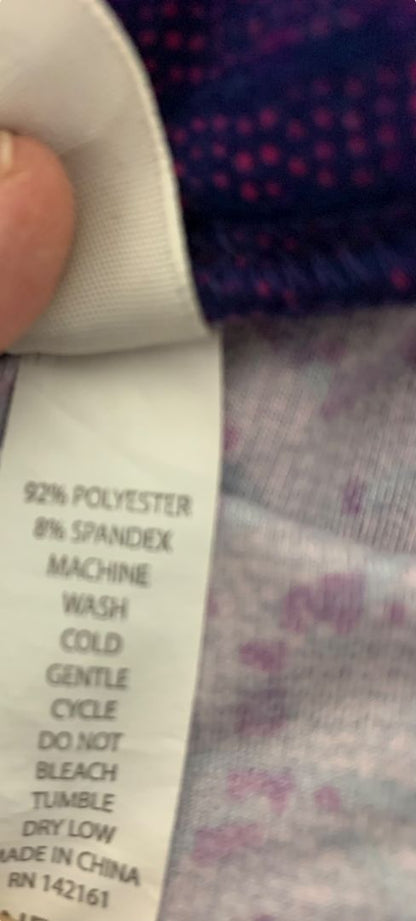 92% POLYESTER
8% SPANDEX
MACHINE
WASH
COLD
GENTLE
CYCLE
DO NOT
BLEACH
TUMBLE
DRY LOW
MADE IN CHINA
RN 142161